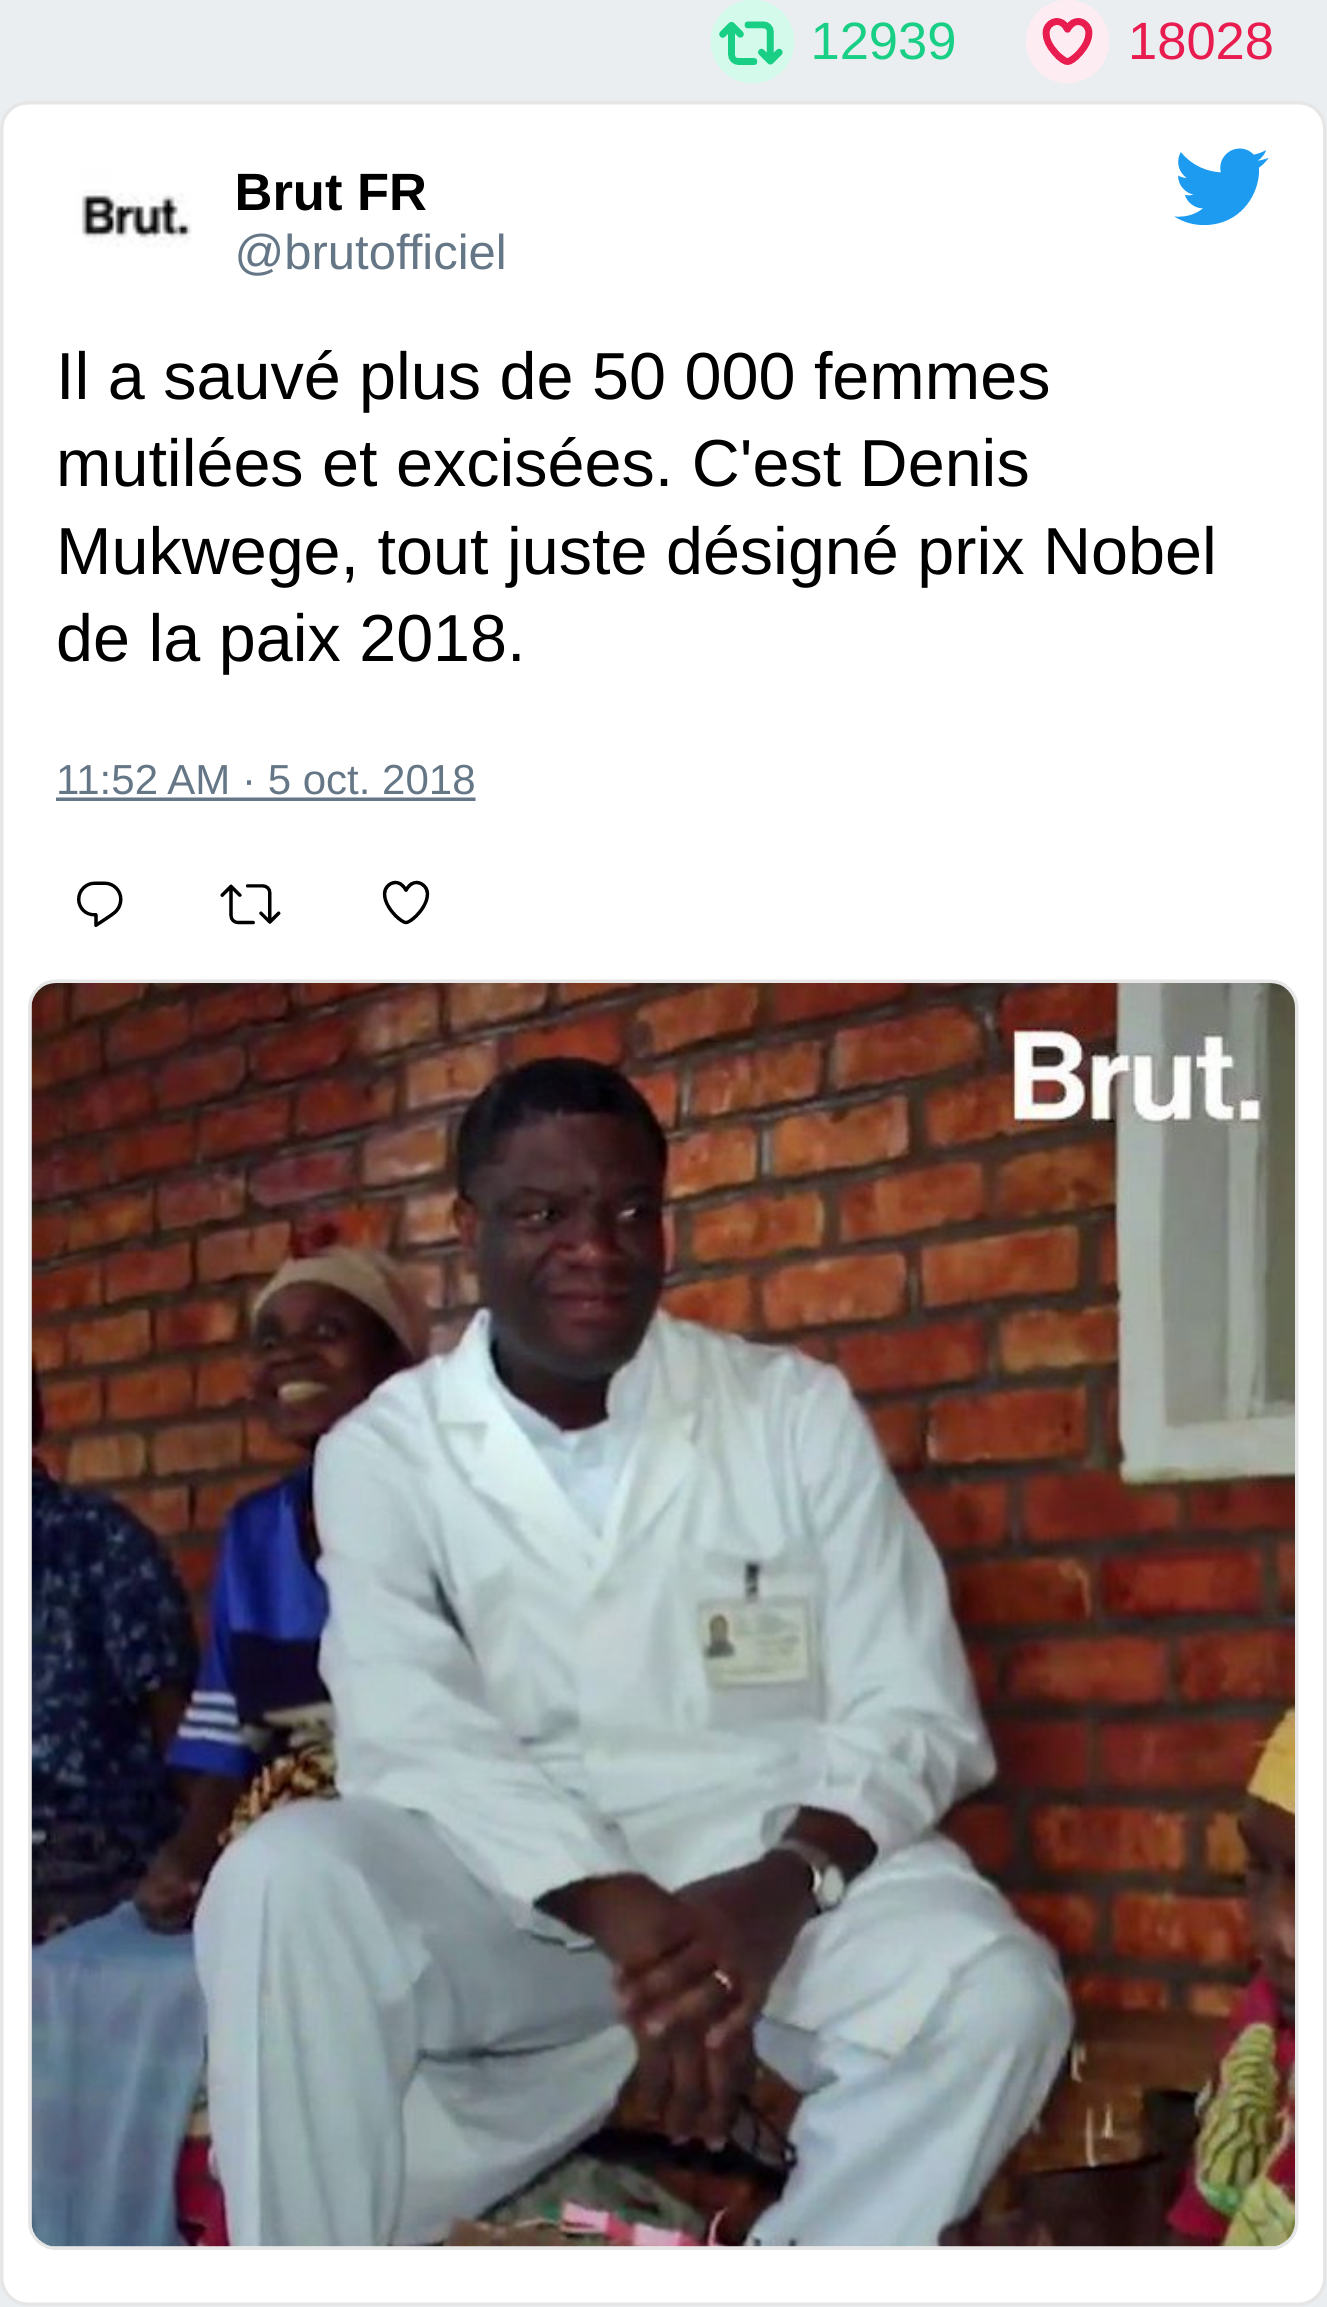 12939 18028
Brut.
Brut FR
@brutofficiel
Il a sauvé plus de 50 000 femmes
mutilées et excisées. C'est Denis
Mukwege, tout juste désigné prix Nobel
de la paix 2018.
11:52 AM · 5 oct. 2018
Brut.